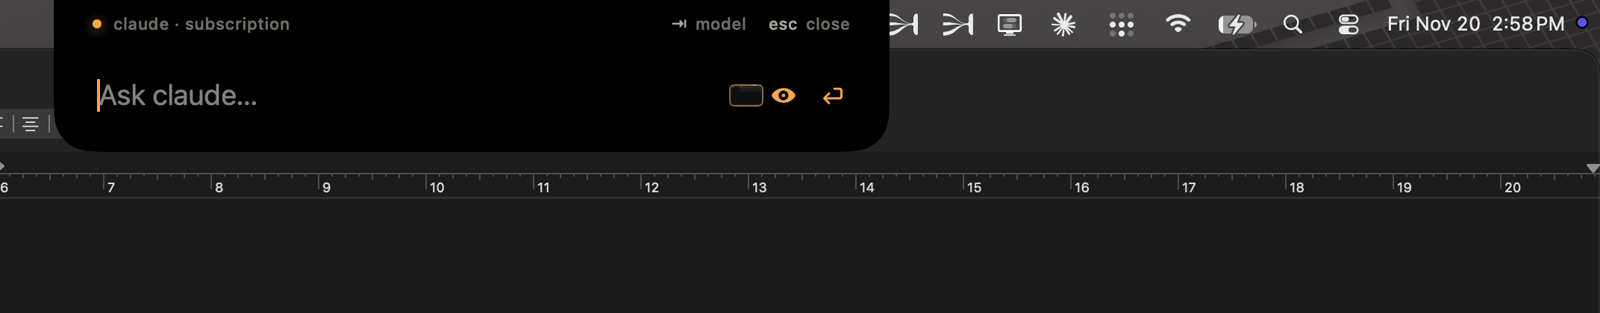 claude · subscription
⇥ model esc close
Fri Nov 20 2:58 PM
Ask claude...
6 7 8 9 10 11 12 13 14 15 16 17 18 19 20